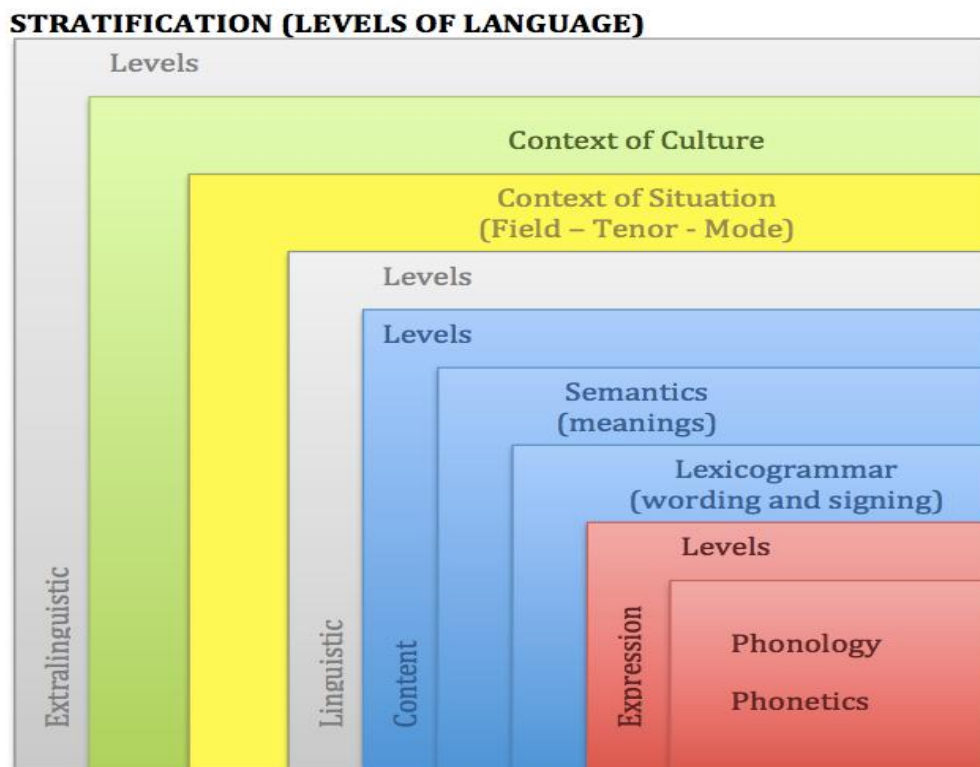 STRATIFICATION (LEVELS OF LANGUAGE)
Levels
Context of Culture
Context of Situation
(Field – Tenor - Mode)
Levels
Levels
Semantics
(meanings)
Lexicogrammar
(wording and signing)
Levels
Extralinguistic
Linguistic
Content
Expression
Phonology
Phonetics